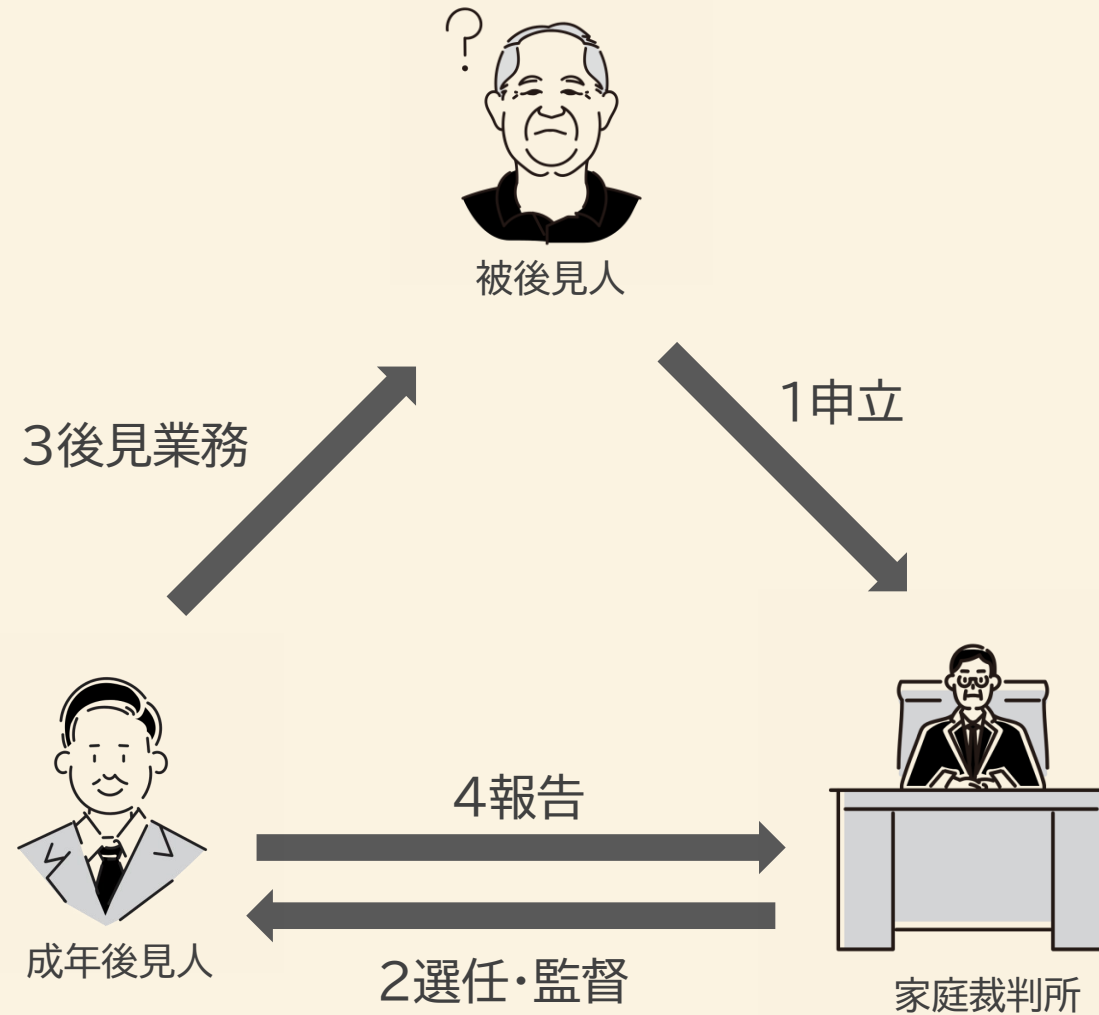 ?
被後見人
1申立
3後見業務
4報告
成年後見人
2選任・監督
家庭裁判所